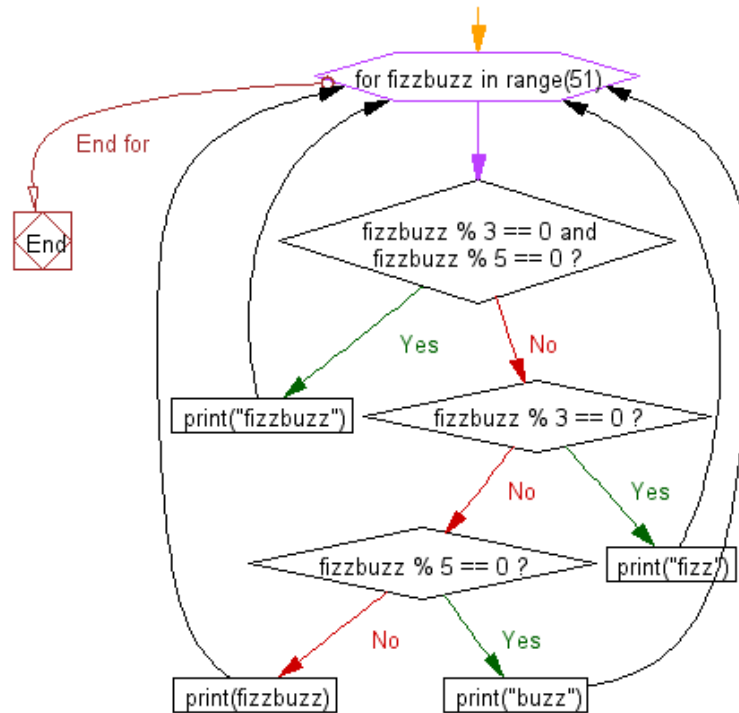 for fizzbuzz in range(51)
End for
End
fizzbuzz % 3 == 0 and
fizzbuzz % 5 == 0 ?
Yes
No
print("fizzbuzz")
fizzbuzz % 3 == 0 ?
No
Yes
fizzbuzz % 5 == 0 ?
print("fizz")
No
Yes
print(fizzbuzz)
print("buzz")